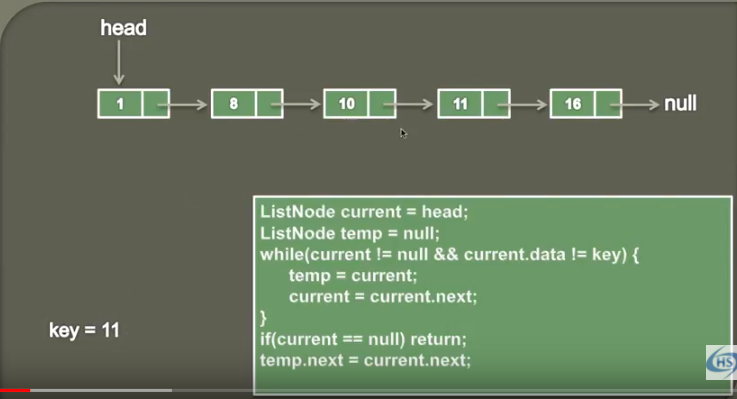 head
1 8 10 11 16 null
ListNode current = head;
ListNode temp = null;
while(current != null && current.data != key) {
temp = current;
current = current.next;
}
if(current == null) return;
temp.next = current.next;
key = 11
HS